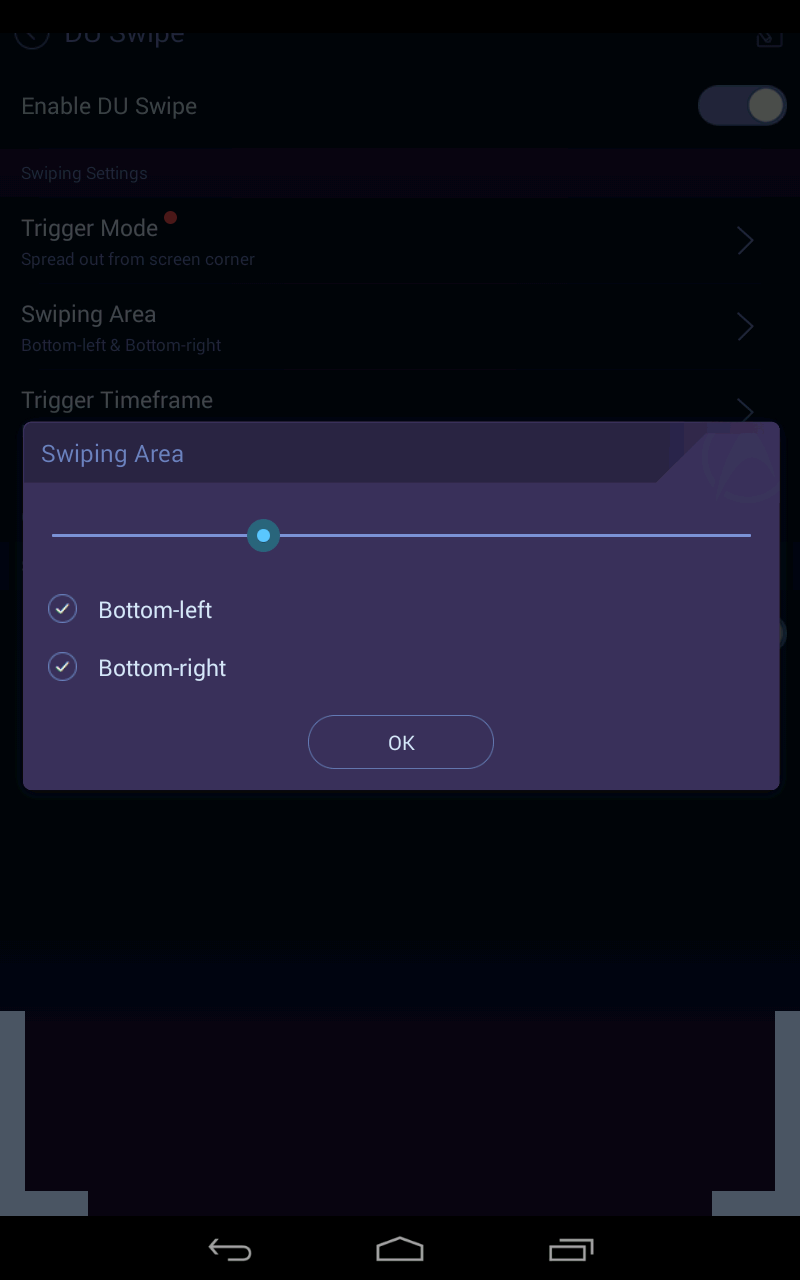 DU Swipe
Enable DU Swipe
Swiping Settings
Trigger Mode
Spread out from screen corner
Swiping Area
Bottom-left & Bottom-right
Trigger Timeframe
Swiping Area
Bottom-left
Bottom-right
OK